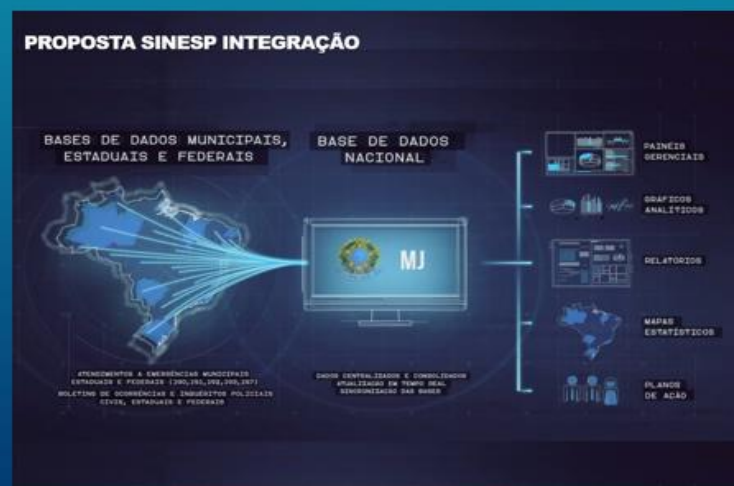 PROPOSTA SINESP INTEGRAÇÃO
BASES DE DADOS MUNICIPAIS,
ESTADUAIS E FEDERAIS
BASE DE DADOS
NACIONAL
MJ
PAINÉIS
GERENCIAIS
GRÁFICOS
ANALÍTICOS
RELATÓRIOS
MAPAS
ESTATÍSTICOS
PLANOS
DE AÇÃO
ATENDIMENTOS A EMERGÊNCIAS MUNICIPAIS
ESTADUAIS E FEDERAIS
BOLETINS DE OCORRÊNCIAS E INQUÉRITOS POLICIAIS
CIVIS, ESTADUAIS E FEDERAIS
DADOS CENTRALIZADOS E CONSOLIDADOS
ATUALIZAÇÃO EM TEMPO REAL
SINCRONIZAÇÃO DAS BASES